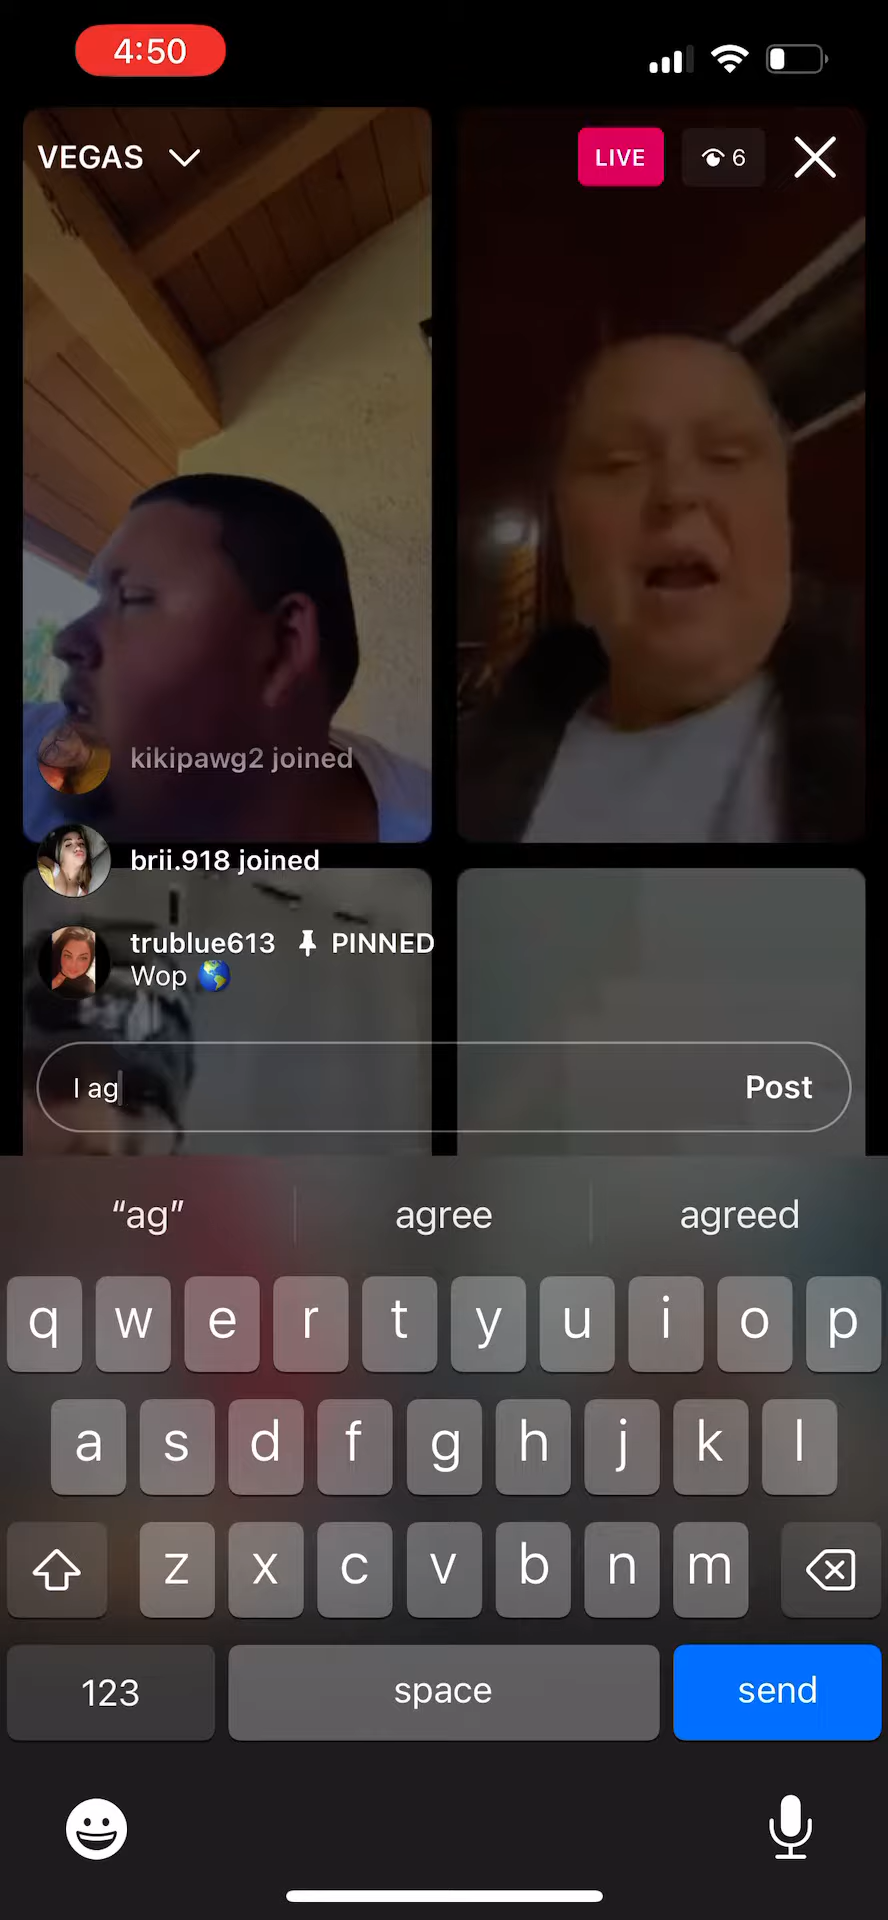 4:50
VEGAS
LIVE
6
kikipawg2 joined
brii.918 joined
trublue613 PINNED
Wop 🌎
I ag
Post
“ag” agree agreed
q w e r t y u i o p
a s d f g h j k l
z x c v b n m
123 space send